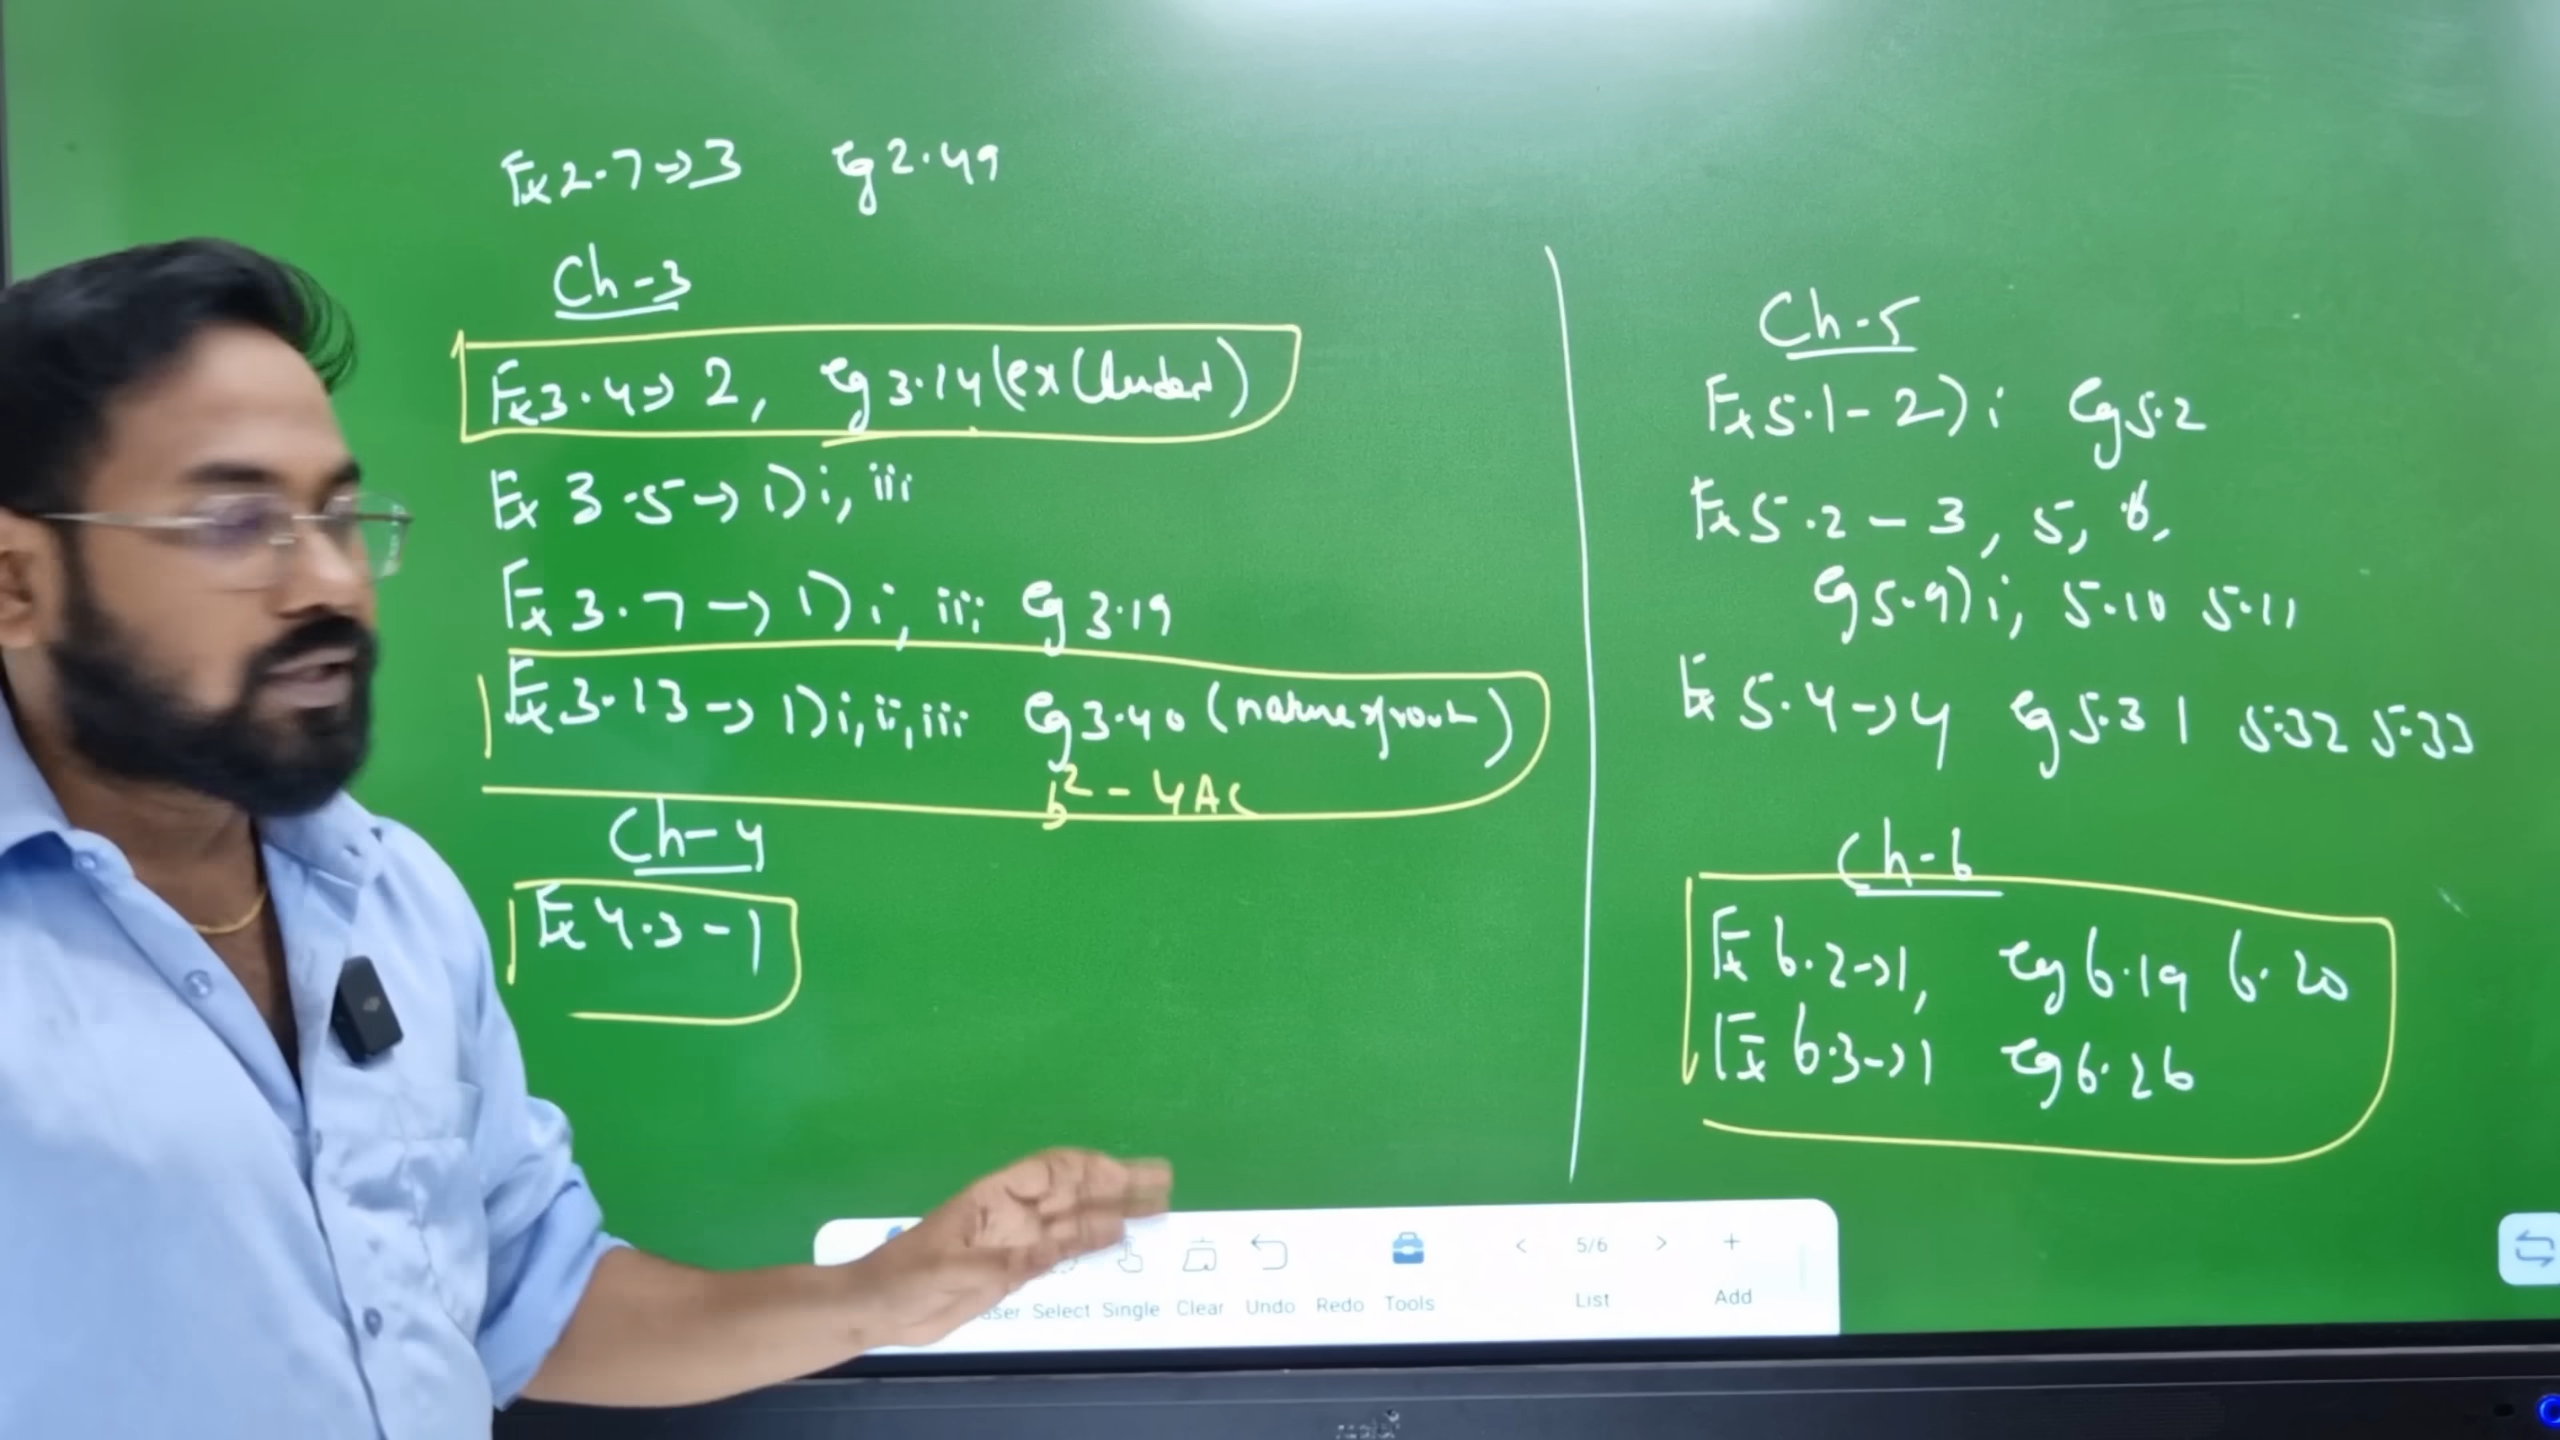 Ex 2.7 → 3 eg 2.49
Ch-3
Ex 3.4 → 2, eg 3.14 (ex cluded)
Ex 3.5 → 1) i, iii
Ex 3.7 → 1) i, iii eg 3.19
Ex 3.13 → 1) i, ii, iii eg 3.40 (nature of root)
b² - 4AC
Ch-4
Ex 4.3 - 1
Ch-5
Ex 5.1 - 2) i eg 5.2
Ex 5.2 - 3, 5, 6,
eg 5.9) i, 5.10 5.11
Ex 5.4 → 4 eg 5.31 5.32 5.33
Ch-6
Ex 6.2 → 1, eg 6.19 6.20
Ex 6.3 → 1 eg 6.26
< 5/6 > +
Select Single Clear Undo Redo Tools List Add